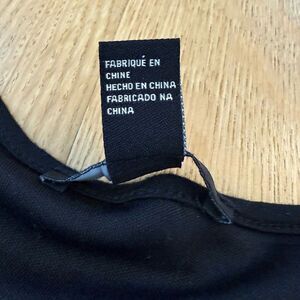 FABRIQUÉ EN
CHINE
HECHO EN CHINA
FABRICADO NA
CHINA